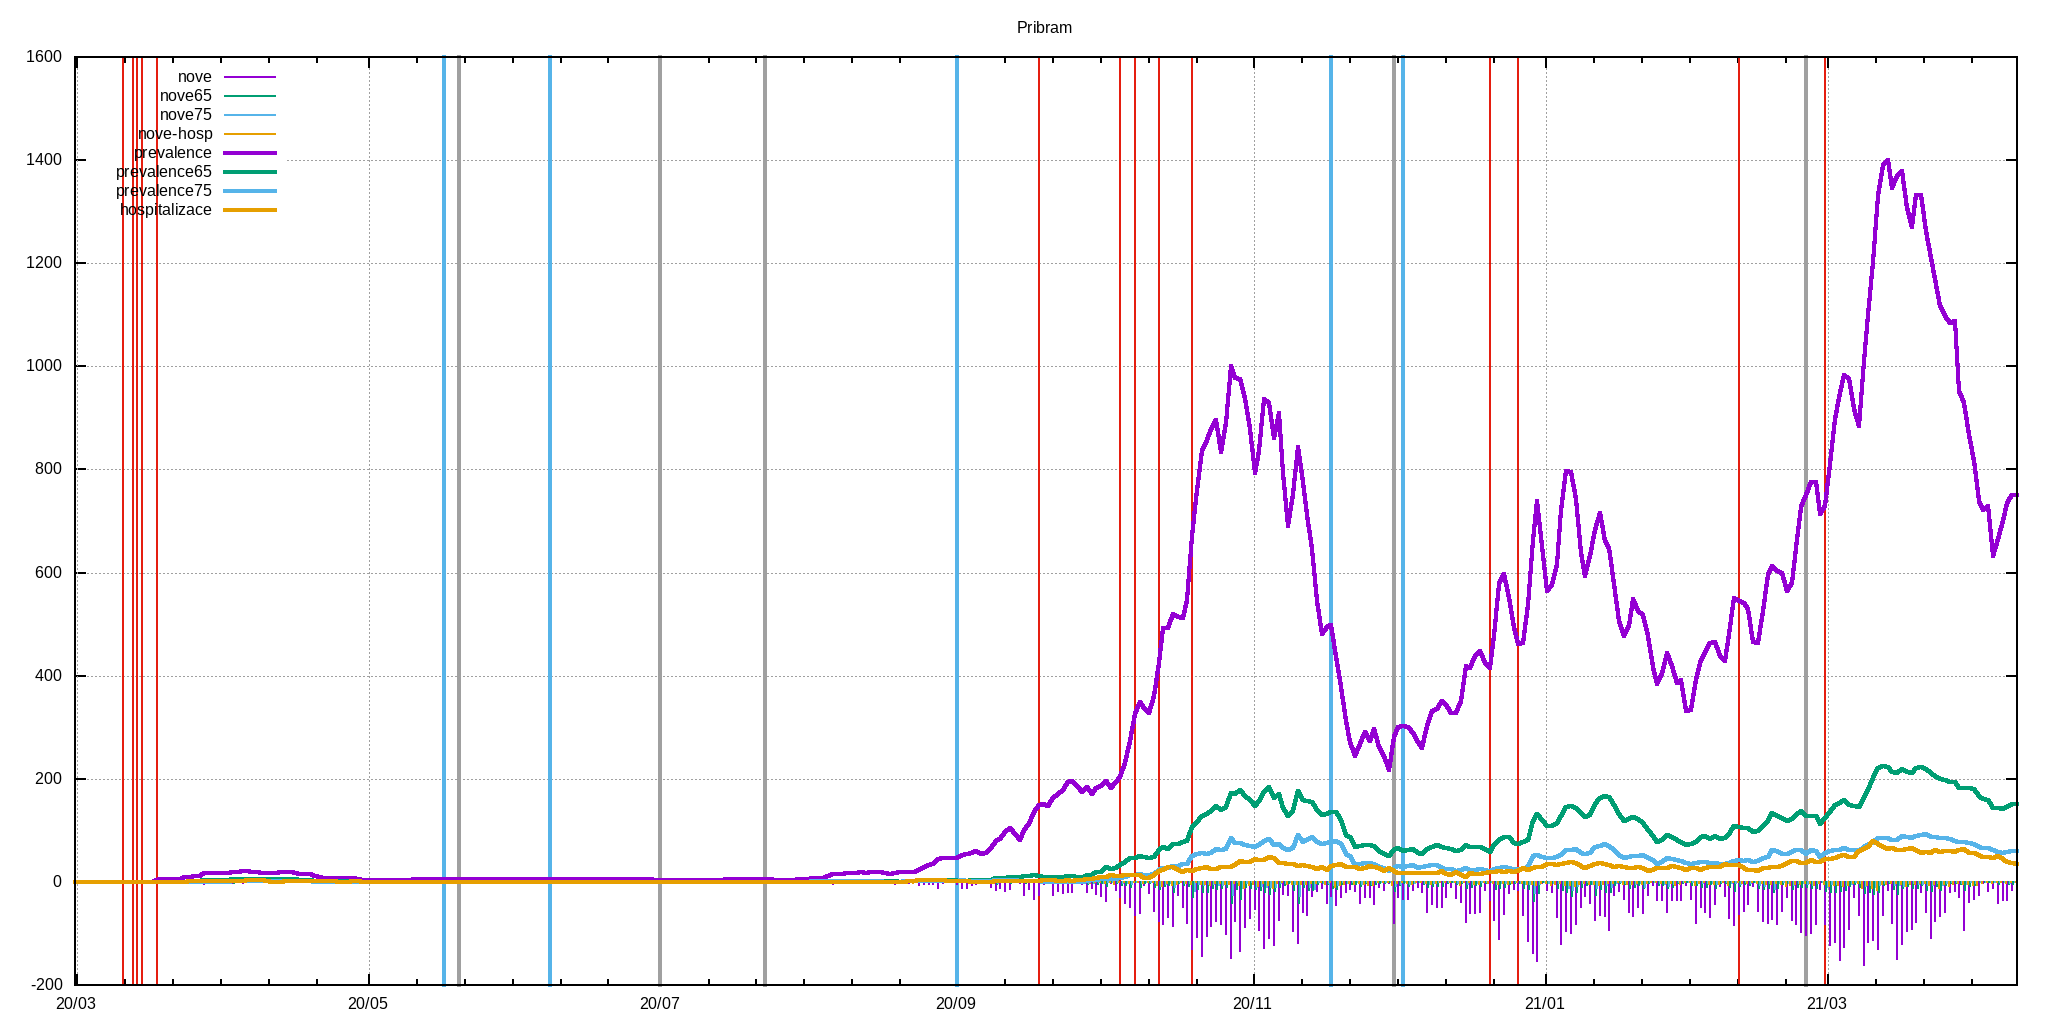 Pribram
1600
1400
1200
1000
800
600
400
200
0
-200
nove
nove65
nove75
nove-hosp
prevalence
prevalence65
prevalence75
hospitalizace
20/03 20/05 20/07 20/09 20/11 21/01 21/03